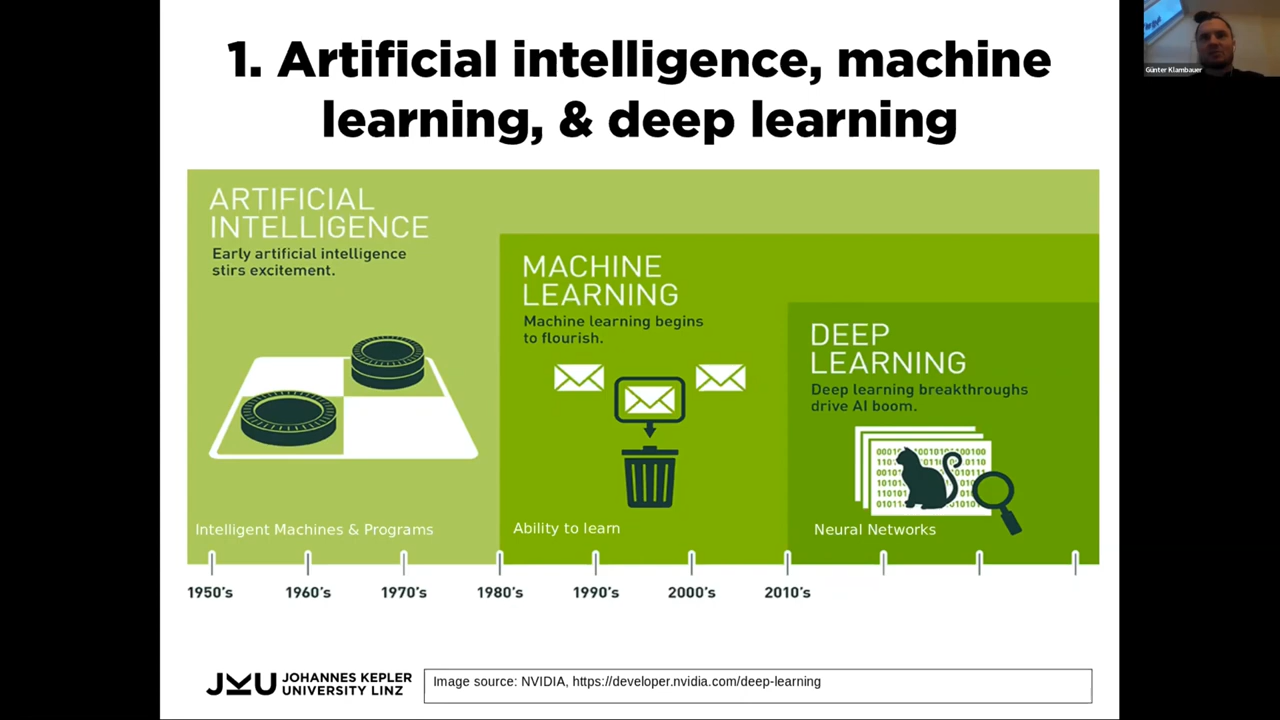 1. Artificial intelligence, machine
learning, & deep learning
Günter Klambauer
ARTIFICIAL
INTELLIGENCE
Early artificial intelligence
stirs excitement.
MACHINE
LEARNING
Machine learning begins
to flourish.
DEEP
LEARNING
Deep learning breakthroughs
drive AI boom.
Intelligent Machines & Programs
Ability to learn
Neural Networks
1950's
1960's
1970's
1980's
1990's
2000's
2010's
JKU
JOHANNES KEPLER
UNIVERSITY LINZ
Image source: NVIDIA, https://developer.nvidia.com/deep-learning